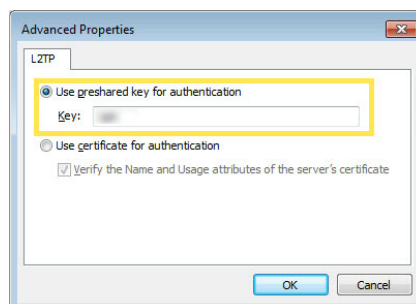 Advanced Properties
L2TP
Use preshared key for authentication
Key:
Use certificate for authentication
Verify the Name and Usage attributes of the server's certificate
OK Cancel